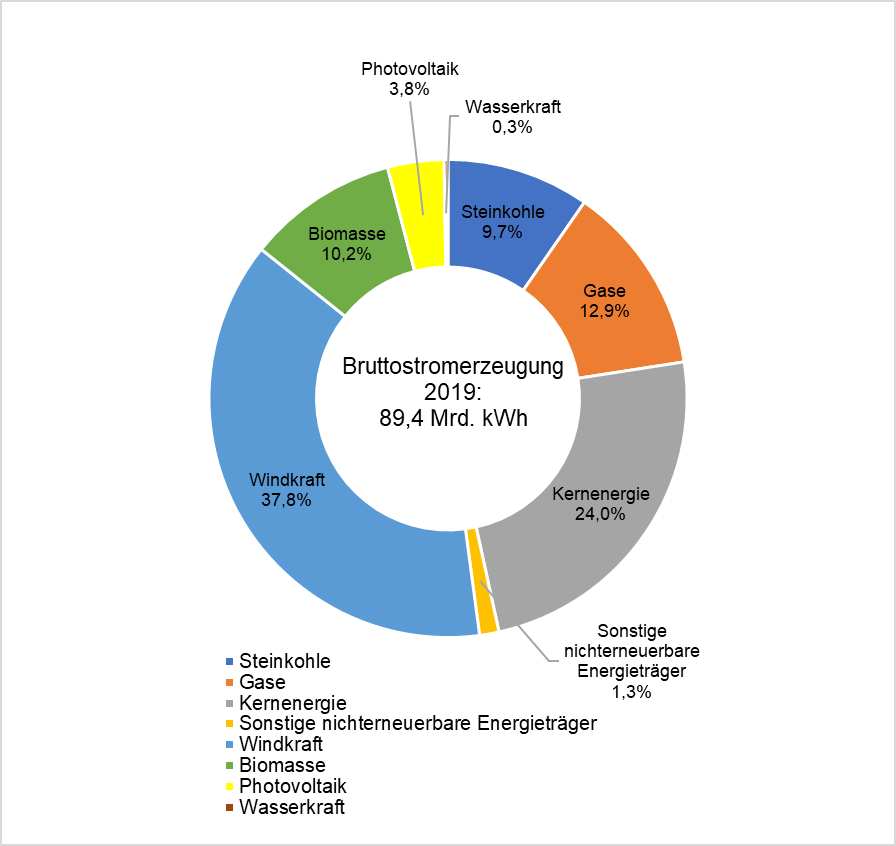 Photovoltaik
3,8%
Wasserkraft
0,3%
Steinkohle
9,7%
Biomasse
10,2%
Gase
12,9%
Bruttostromerzeugung
2019:
89,4 Mrd. kWh
Windkraft
37,8%
Kernenergie
24,0%
Sonstige
nichterneuerbare
Energieträger
1,3%
Steinkohle
Gase
Kernenergie
Sonstige nichterneuerbare Energieträger
Windkraft
Biomasse
Photovoltaik
Wasserkraft